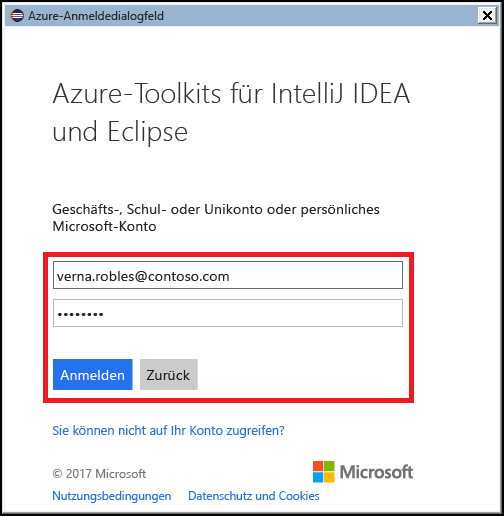 Azure-Anmeldedialogfeld
Azure-Toolkits für IntelliJ IDEA
und Eclipse
Geschäfts-, Schul- oder Unikonto oder persönliches
Microsoft-Konto
verna.robles@contoso.com
••••••••
Anmelden Zurück
Sie können nicht auf Ihr Konto zugreifen?
© 2017 Microsoft
Microsoft
Nutzungsbedingungen Datenschutz und Cookies